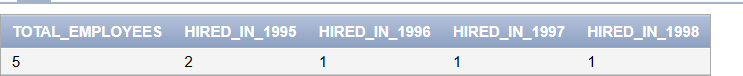 TOTAL_EMPLOYEES HIRED_IN_1995 HIRED_IN_1996 HIRED_IN_1997 HIRED_IN_1998
5 2 1 1 1